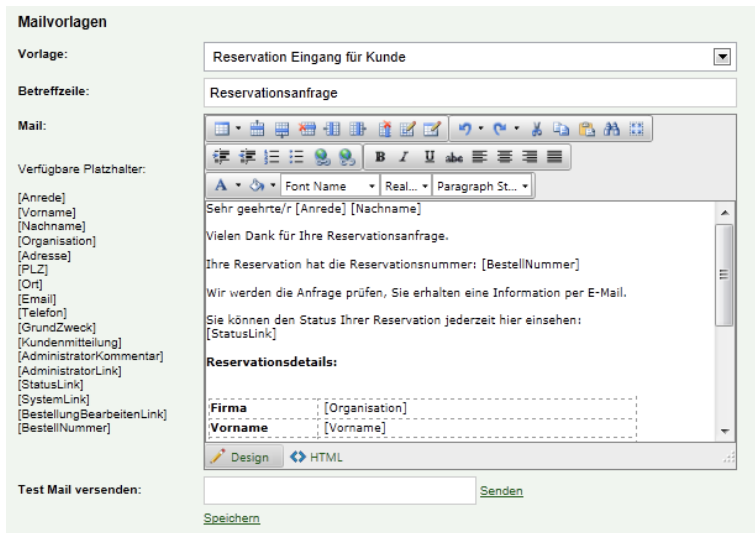 Mailvorlagen
Vorlage:
Reservation Eingang für Kunde
Betreffzeile:
Reservationsanfrage
Mail:
B I U abc
A Font Name Real... Paragraph St...
Verfügbare Platzhalter:
[Anrede]
[Vorname]
[Nachname]
[Organisation]
[Adresse]
[PLZ]
[Ort]
[Email]
[Telefon]
[GrundZweck]
[Kundenmitteilung]
[AdministratorKommentar]
[AdministratorLink]
[StatusLink]
[SystemLink]
[BestellungBearbeitenLink]
[BestellNummer]
Sehr geehrte/r [Anrede] [Nachname]
Vielen Dank für Ihre Reservationsanfrage.
Ihre Reservation hat die Reservationsnummer: [BestellNummer]
Wir werden die Anfrage prüfen, Sie erhalten eine Information per E-Mail.
Sie können den Status Ihrer Reservation jederzeit hier einsehen:
[StatusLink]
Reservationsdetails:
Firma [Organisation]
Vorname [Vorname]
Design HTML
Test Mail versenden:
Senden
Speichern